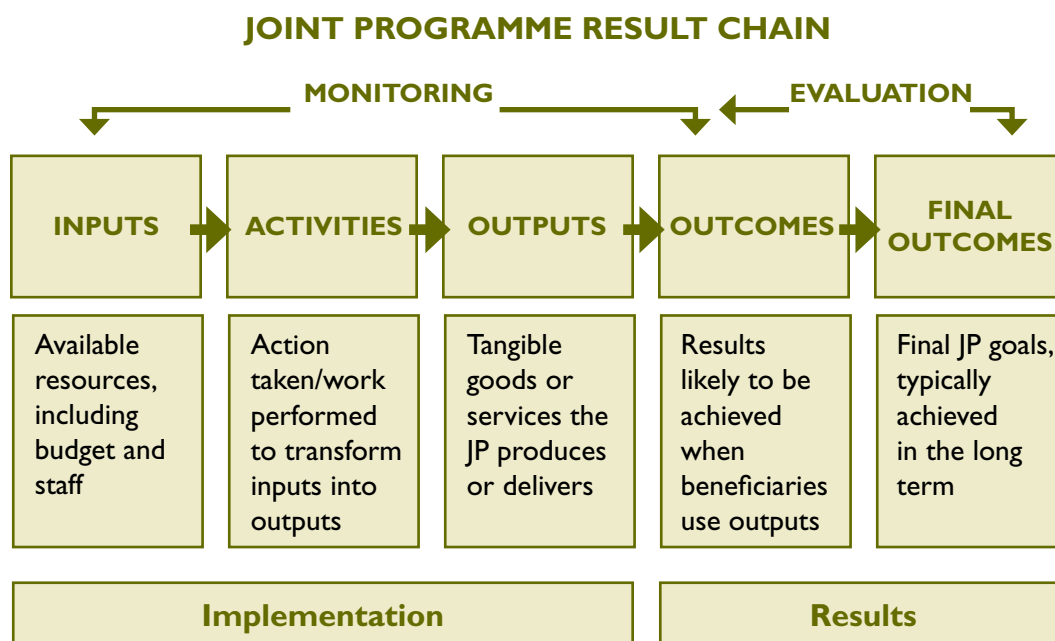 JOINT PROGRAMME RESULT CHAIN
MONITORING
EVALUATION
INPUTS
ACTIVITIES
OUTPUTS
OUTCOMES
FINAL
OUTCOMES
Available
resources,
including
budget and
staff
Action
taken/work
performed
to transform
inputs into
outputs
Tangible
goods or
services the
JP produces
or delivers
Results
likely to be
achieved
when
beneficiaries
use outputs
Final JP goals,
typically
achieved
in the long
term
Implementation
Results